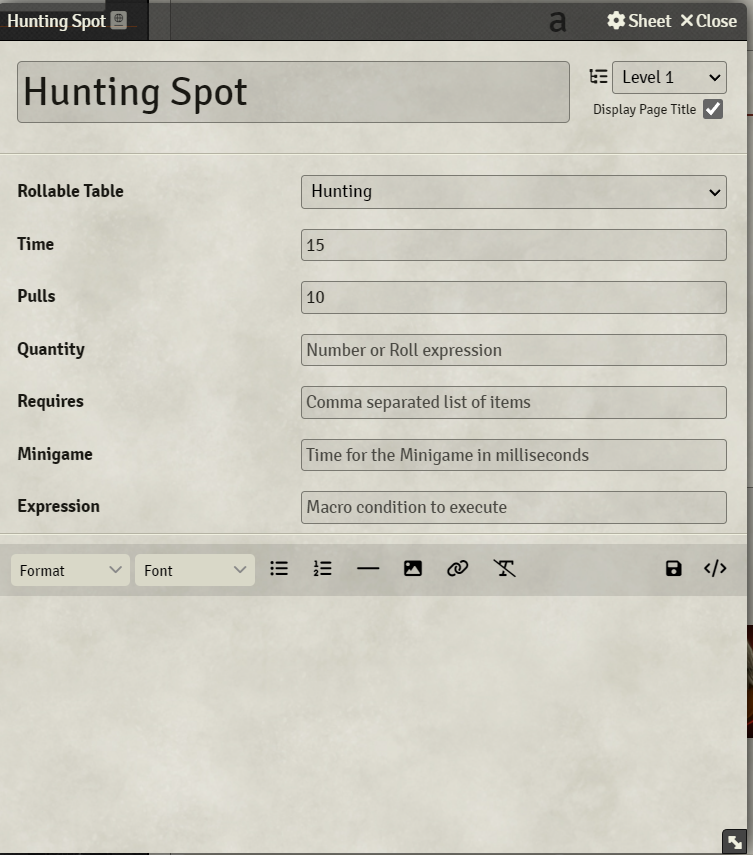 Hunting Spot
a
Sheet
Close
Hunting Spot
Level 1
Display Page Title
Rollable Table
Hunting
Time
15
Pulls
10
Quantity
Number or Roll expression
Requires
Comma separated list of items
Minigame
Time for the Minigame in milliseconds
Expression
Macro condition to execute
Format
Font